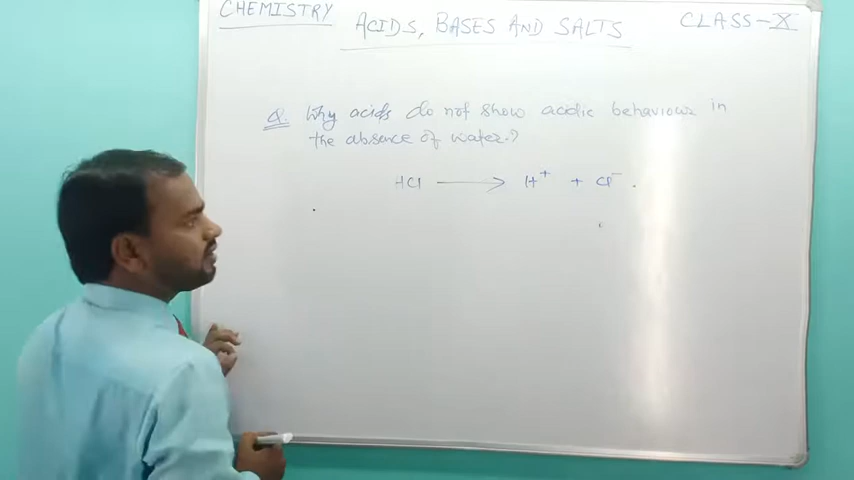 CHEMISTRY
ACIDS, BASES AND SALTS
CLASS-X
Q. Why acids do not show acidic behaviour in
the absence of water.?
HCl ⟶ H⁺ + Cl⁻ .